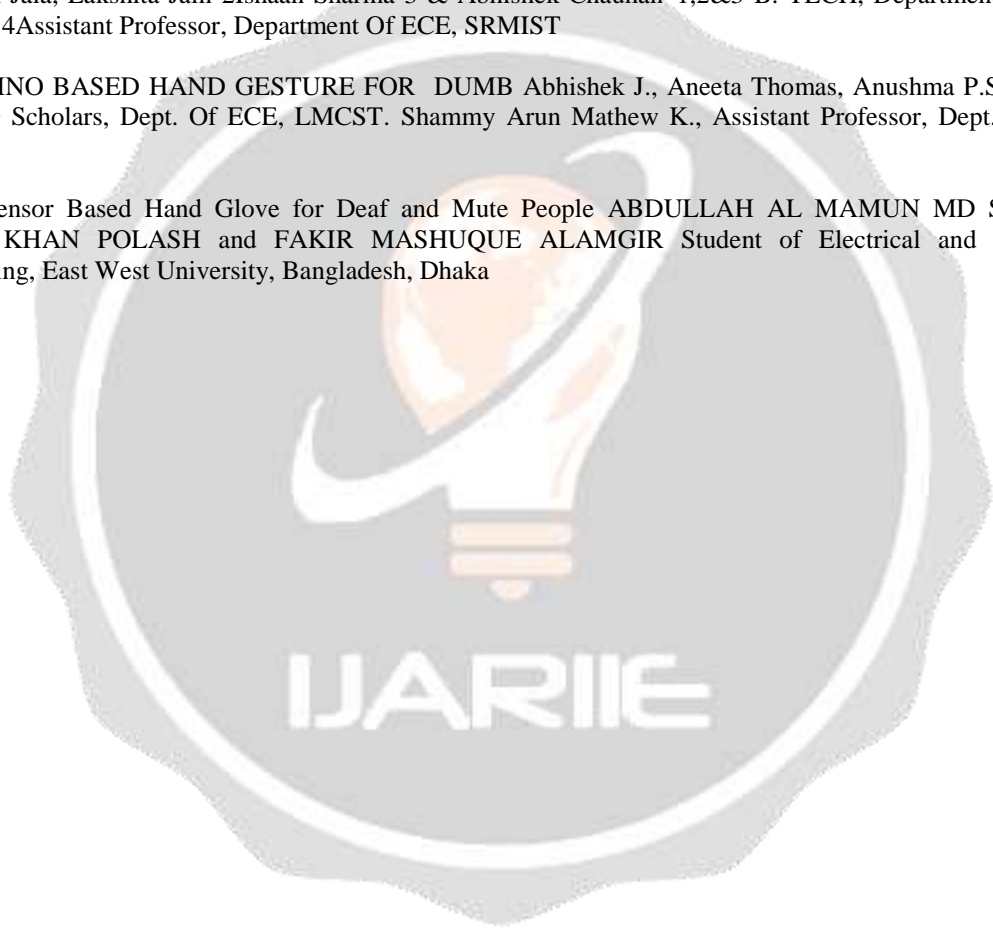 Jala, Lakshita Jain 2Ishaan Sharma 3 & Abhishek Chauhan 1,2&3 B. TECH, Department
4Assistant Professor, Department Of ECE, SRMIST
INO BASED HAND GESTURE FOR DUMB Abhishek J., Aneeta Thomas, Anushma P.S
Scholars, Dept. Of ECE, LMCST. Shammy Arun Mathew K., Assistant Professor, Dept.
ensor Based Hand Glove for Deaf and Mute People ABDULLAH AL MAMUN MD S
KHAN POLASH and FAKIR MASHUQUE ALAMGIR Student of Electrical and
ing, East West University, Bangladesh, Dhaka
IJARIIE